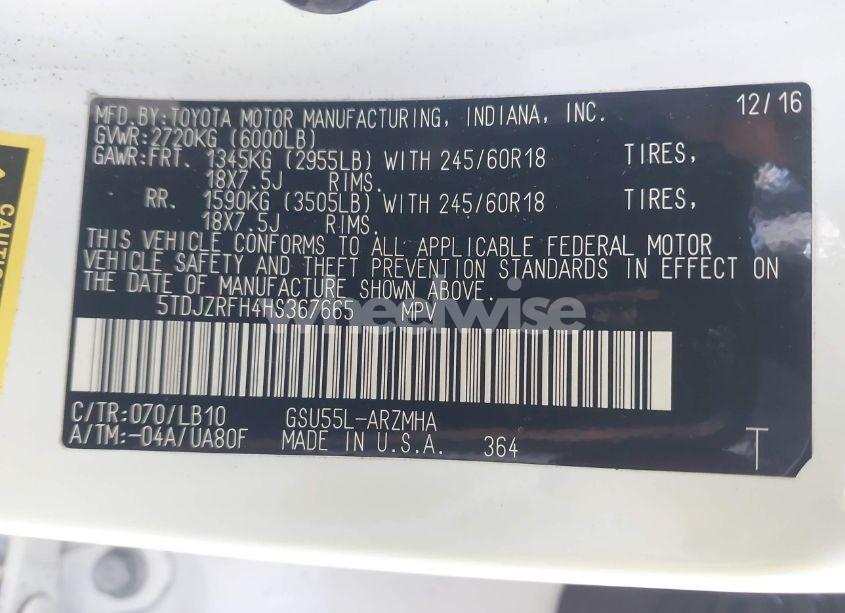 MFD.BY:TOYOTA MOTOR MANUFACTURING, INDIANA, INC. 12/16
GVWR:2720KG (6000LB)
GAWR:FRT. 1345KG (2955LB) WITH 245/60R18 TIRES,
18X7.5J RIMS.
RR. 1590KG (3505LB) WITH 245/60R18 TIRES,
18X7.5J RIMS.
THIS VEHICLE CONFORMS TO ALL APPLICABLE FEDERAL MOTOR
VEHICLE SAFETY AND THEFT PREVENTION STANDARDS IN EFFECT ON
THE DATE OF MANUFACTURE SHOWN ABOVE.
5TDJZRFH4HS367665 MPV
C/TR:070/LB10 GSU55L-ARZMHA
A/TM:-04A/UA80F MADE IN U.S.A. 364 T
wheelwise